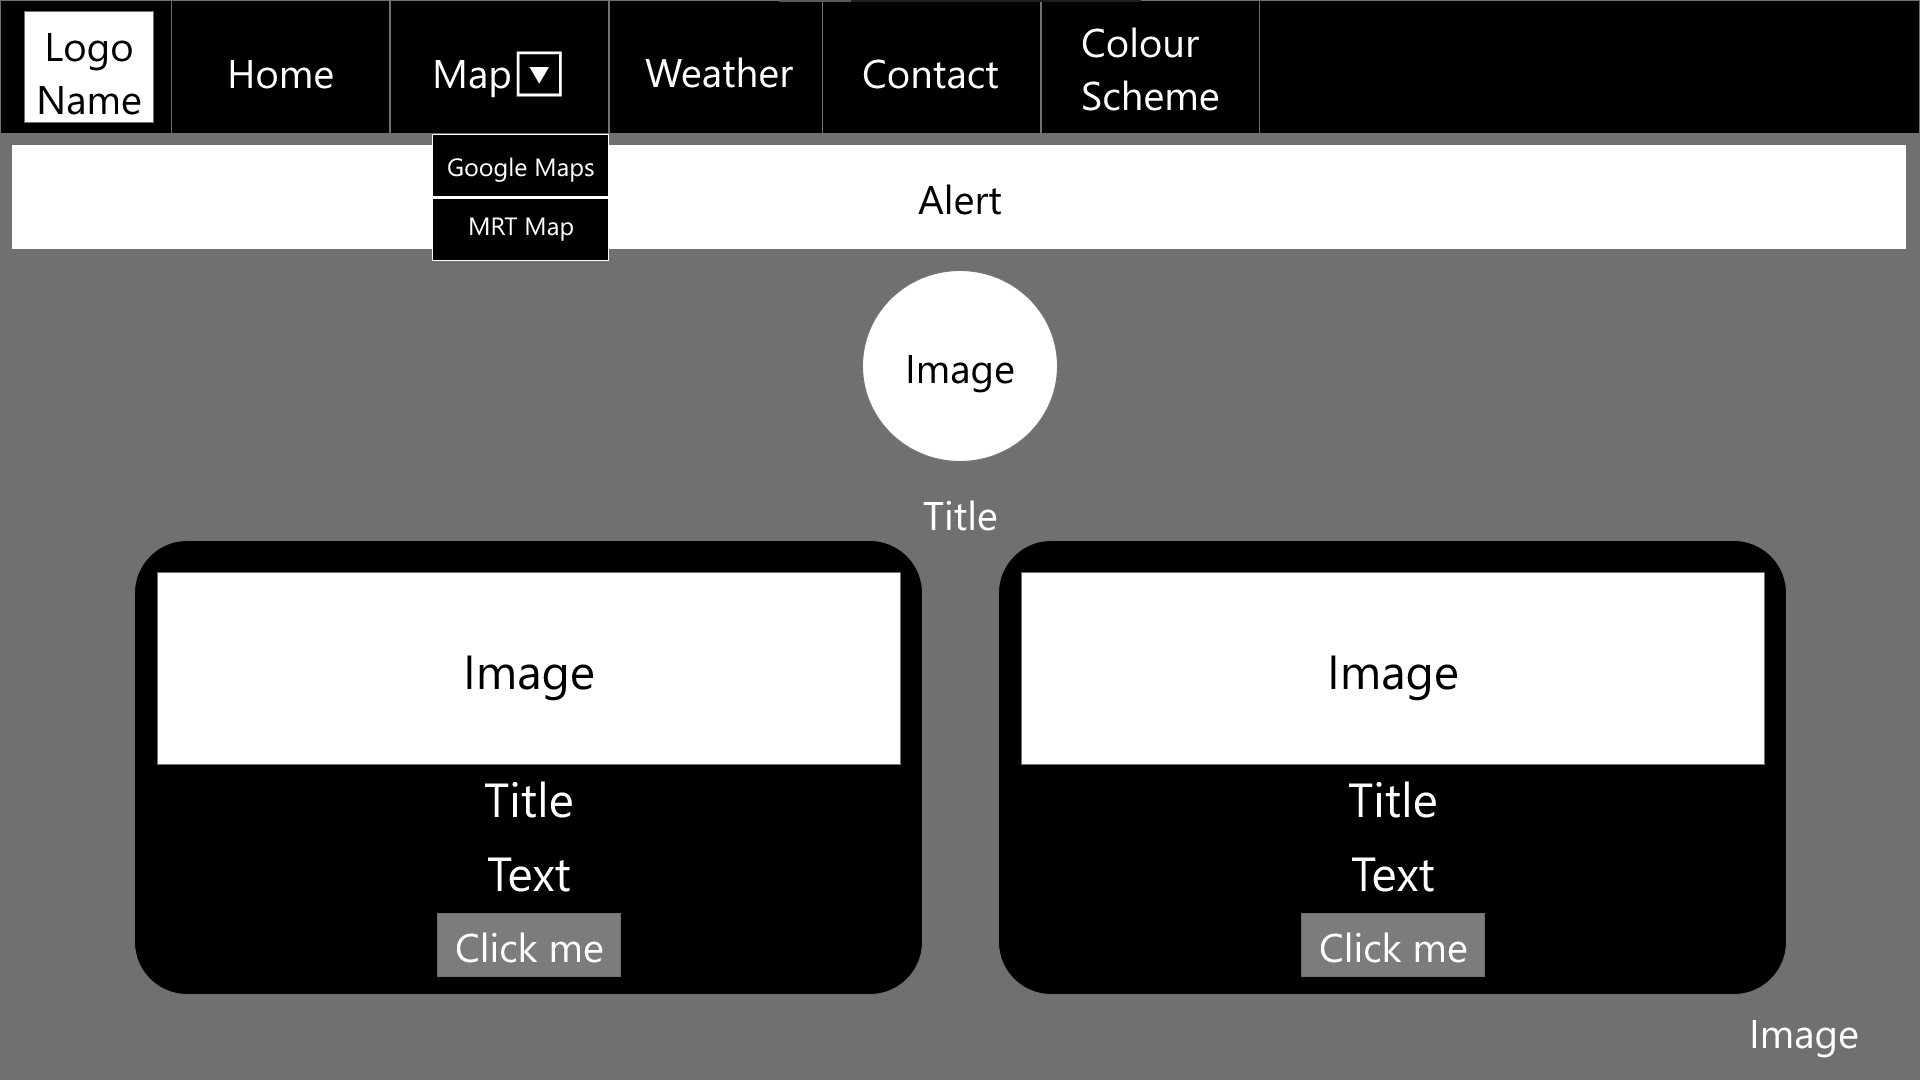 Logo
Name
Home
Map
Weather
Contact
Colour
Scheme
Google Maps
MRT Map
Alert
Image
Title
Image
Title
Text
Click me
Image
Title
Text
Click me
Image